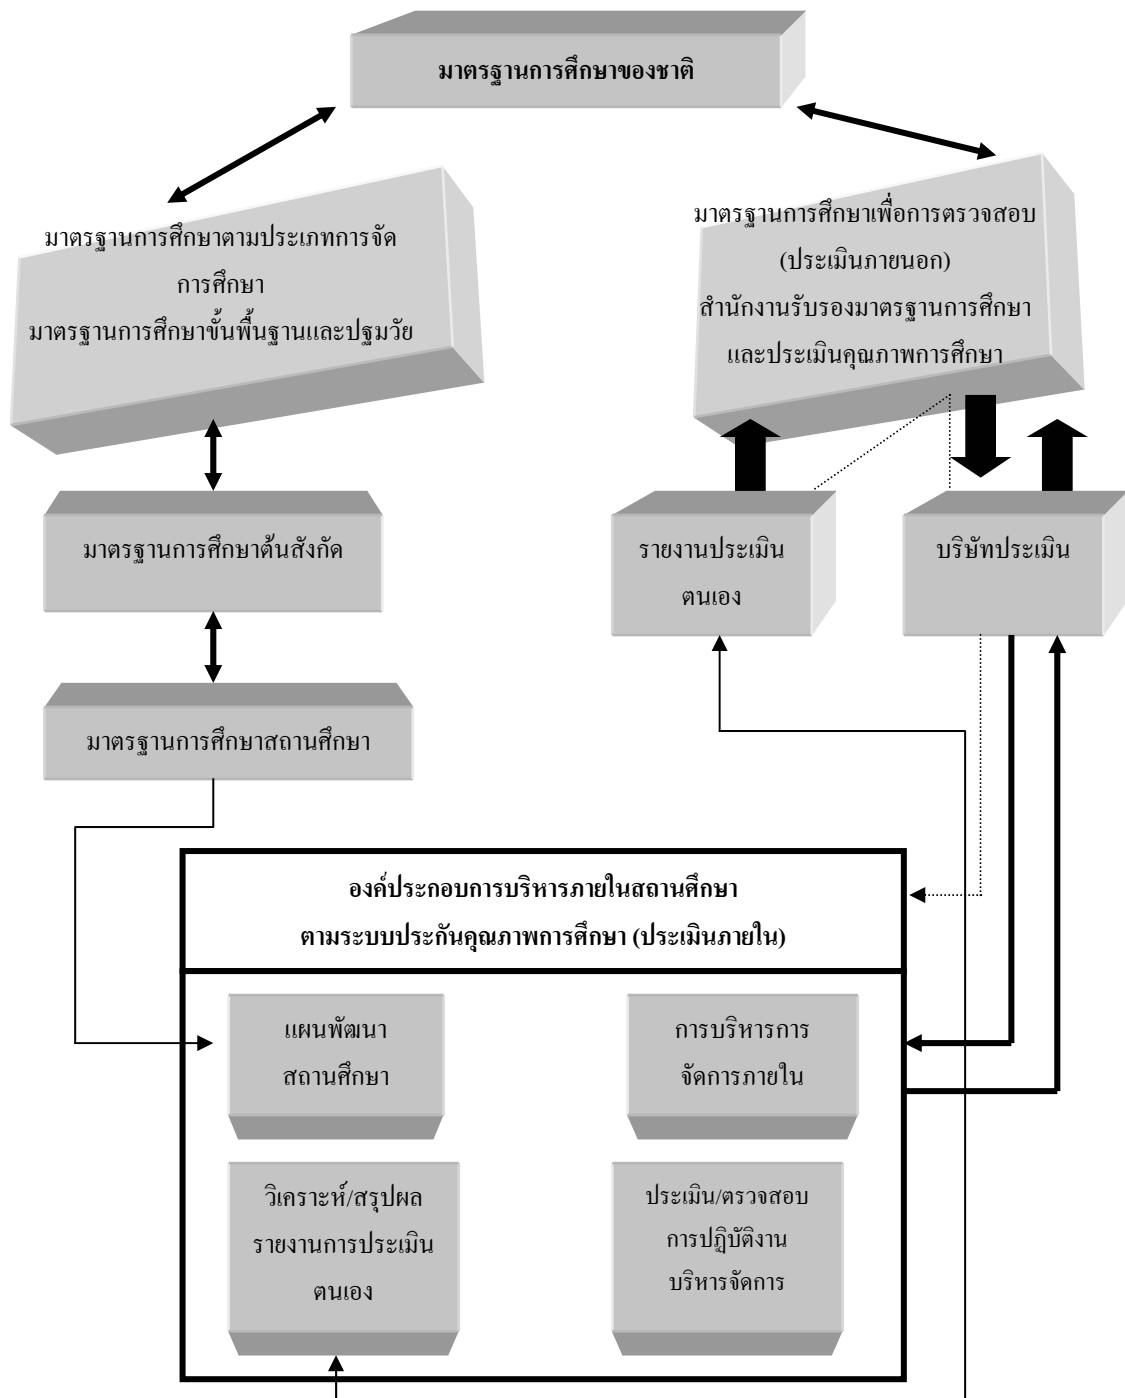 มาตรฐานการศึกษาของชาติ
มาตรฐานการศึกษาตามประเภทการจัด
การศึกษา
มาตรฐานการศึกษาขั้นพื้นฐานและปฐมวัย
มาตรฐานการศึกษาเพื่อการตรวจสอบ
(ประเมินภายนอก)
สำนักงานรับรองมาตรฐานการศึกษา
และประเมินคุณภาพการศึกษา
มาตรฐานการศึกษาต้นสังกัด
รายงานประเมิน
ตนเอง
บริษัทประเมิน
มาตรฐานการศึกษาสถานศึกษา
องค์ประกอบการบริหารภายในสถานศึกษา
ตามระบบประกันคุณภาพการศึกษา (ประเมินภายใน)
แผนพัฒนา
สถานศึกษา
การบริหารการ
จัดการภายใน
วิเคราะห์/สรุปผล
รายงานการประเมิน
ตนเอง
ประเมิน/ตรวจสอบ
การปฏิบัติงาน
บริหารจัดการ